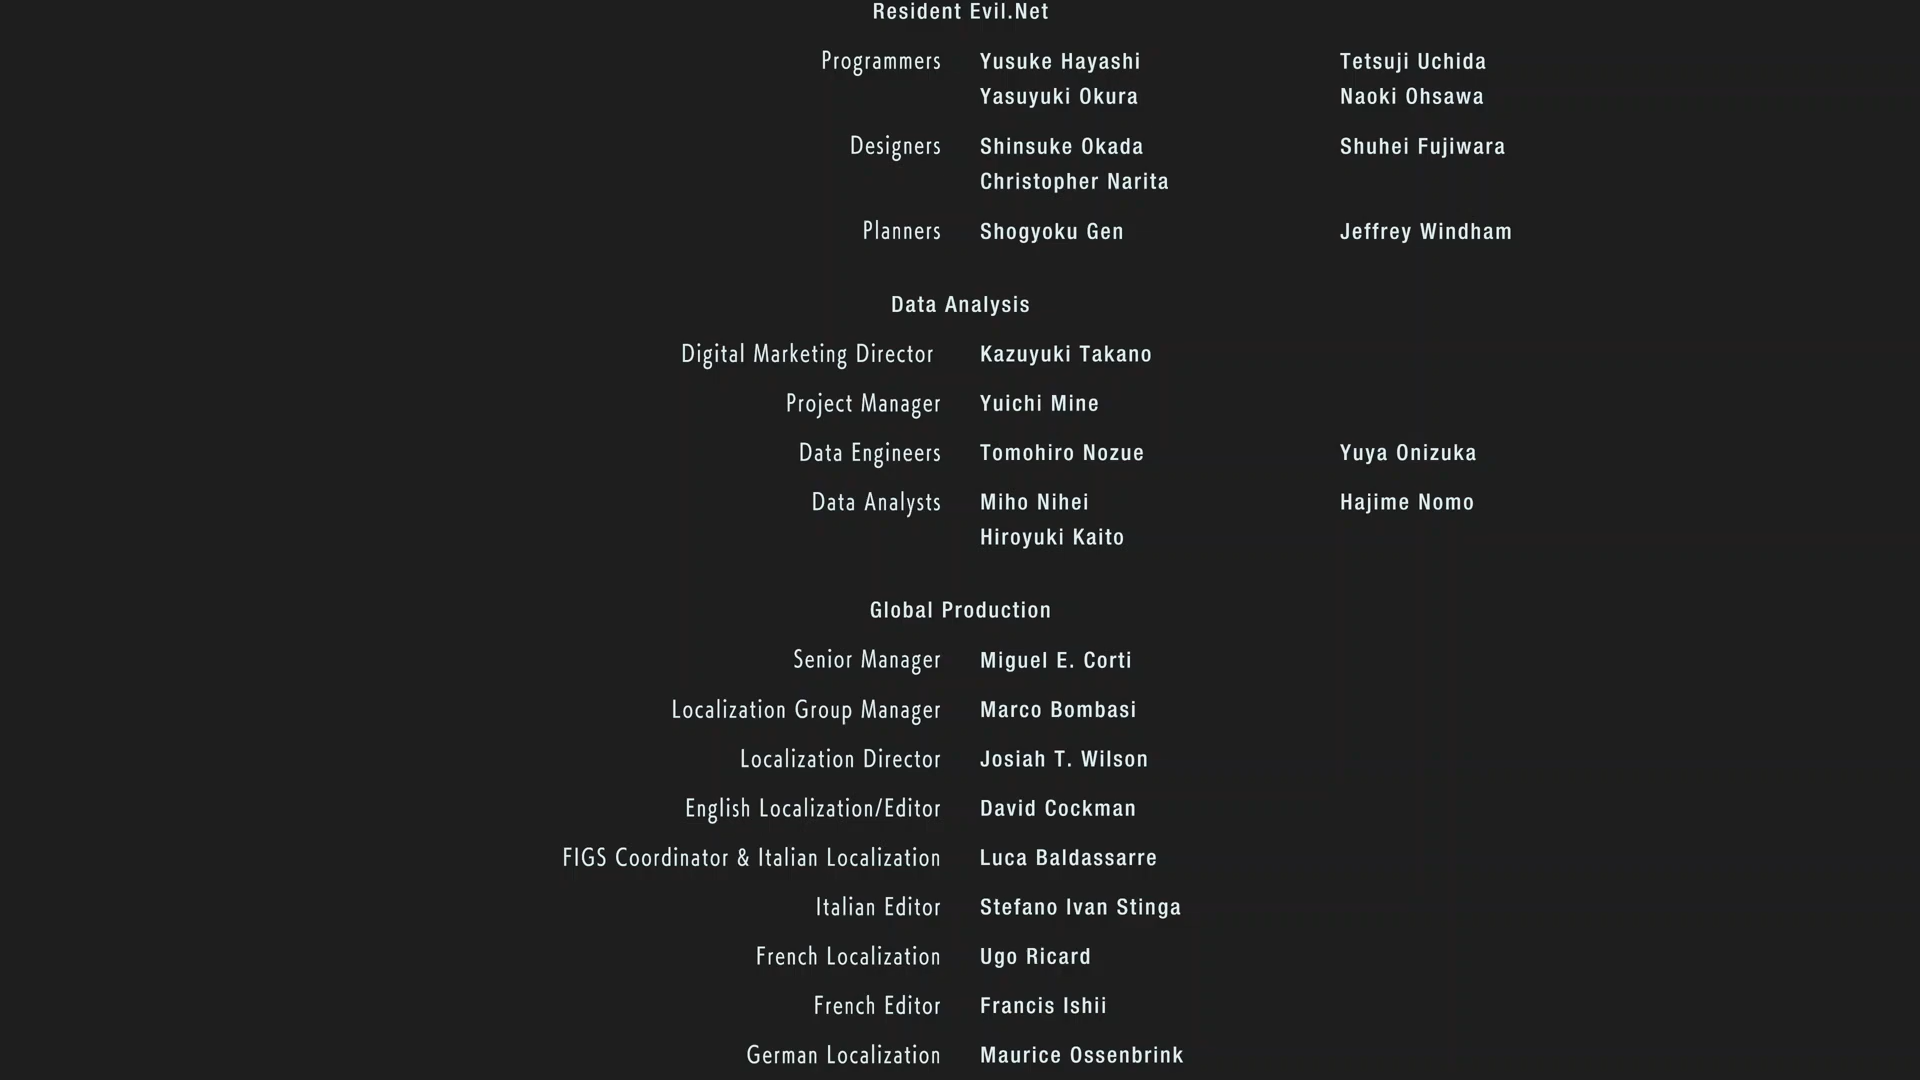 Resident Evil.Net
Programmers Yusuke Hayashi Tetsuji Uchida
Yasuyuki Okura Naoki Ohsawa
Designers Shinsuke Okada Shuhei Fujiwara
Christopher Narita
Planners Shogyoku Gen Jeffrey Windham
Data Analysis
Digital Marketing Director Kazuyuki Takano
Project Manager Yuichi Mine
Data Engineers Tomohiro Nozue Yuya Onizuka
Data Analysts Miho Nihei Hajime Nomo
Hiroyuki Kaito
Global Production
Senior Manager Miguel E. Corti
Localization Group Manager Marco Bombasi
Localization Director Josiah T. Wilson
English Localization/Editor David Cockman
FIGS Coordinator & Italian Localization Luca Baldassarre
Italian Editor Stefano Ivan Stinga
French Localization Ugo Ricard
French Editor Francis Ishii
German Localization Maurice Ossenbrink